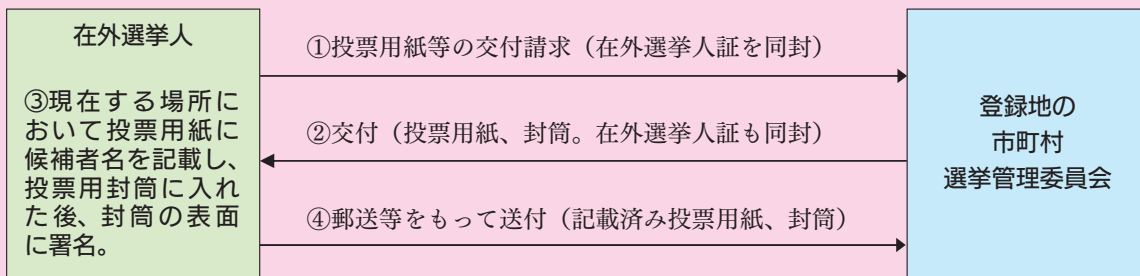 在外選挙人
③現在する場所に
おいて投票用紙に
候補者名を記載し、
投票用封筒に入れ
た後、封筒の表面
に署名。
①投票用紙等の交付請求（在外選挙人証を同封）
②交付（投票用紙、封筒。在外選挙人証も同封）
④郵送等をもって送付（記載済み投票用紙、封筒）
登録地の
市町村
選挙管理委員会